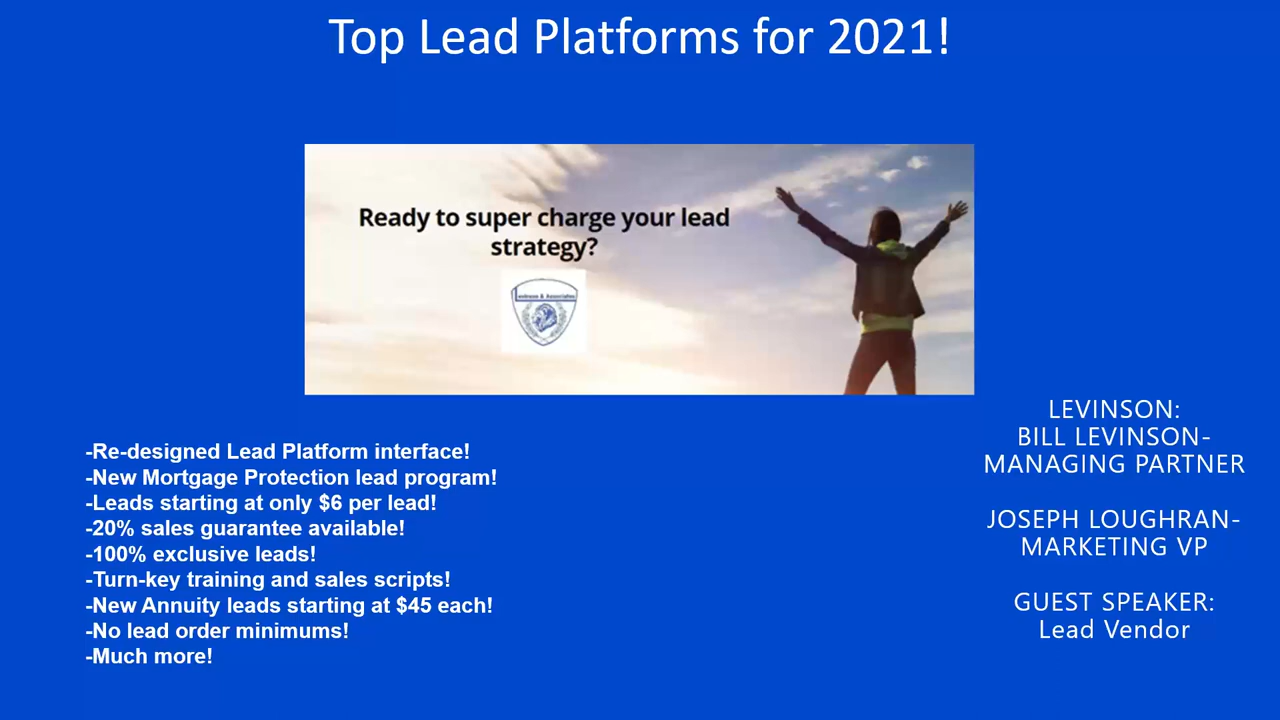 Top Lead Platforms for 2021!
Ready to super charge your lead
strategy?
Levinson & Associates
-Re-designed Lead Platform interface!
-New Mortgage Protection lead program!
-Leads starting at only $6 per lead!
-20% sales guarantee available!
-100% exclusive leads!
-Turn-key training and sales scripts!
-New Annuity leads starting at $45 each!
-No lead order minimums!
-Much more!
LEVINSON:
BILL LEVINSON-
MANAGING PARTNER
JOSEPH LOUGHRAN-
MARKETING VP
GUEST SPEAKER:
Lead Vendor